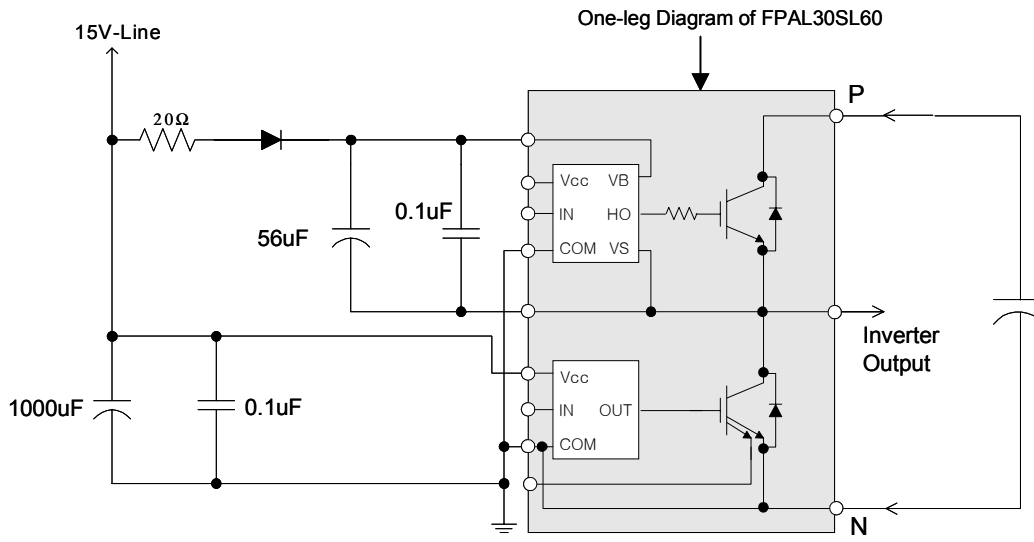 One-leg Diagram of FPAL30SL60
15V-Line
P
20Ω
Vcc VB
0.1uF
IN HO
56uF
COM VS
Inverter
Output
Vcc
1000uF
0.1uF
IN OUT
COM
N